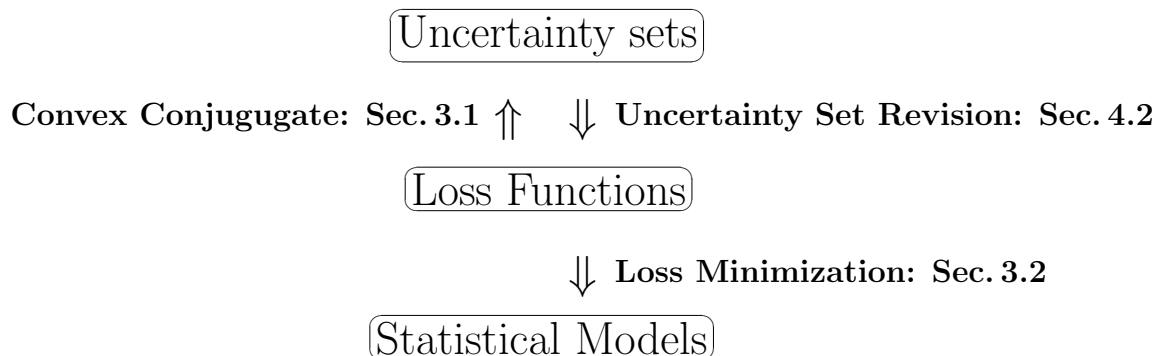 Uncertainty sets
Convex Conjugugate: Sec. 3.1 ⇑ ⇓ Uncertainty Set Revision: Sec. 4.2
Loss Functions
⇓ Loss Minimization: Sec. 3.2
Statistical Models